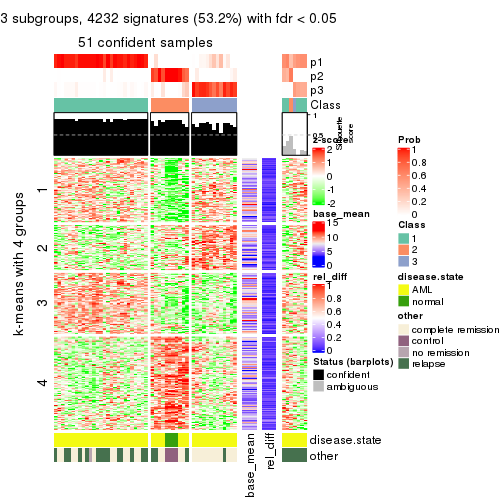 3 subgroups, 4232 signatures (53.2%) with fdr < 0.05
51 confident samples
p1
p2
p3
Class
1
0.5
Silhouette
score
k-means with 4 groups
1
2
3
4
z-score
2
1
0
-1
-2
base_mean
15
10
5
0
rel_diff
1
0.8
0.6
0.4
0.2
0
Status (barplots)
confident
ambiguous
Prob
1
0.8
0.6
0.4
0.2
0
Class
1
2
3
disease.state
AML
normal
other
complete remission
control
no remission
relapse
disease.state
other
base_mean
rel_diff